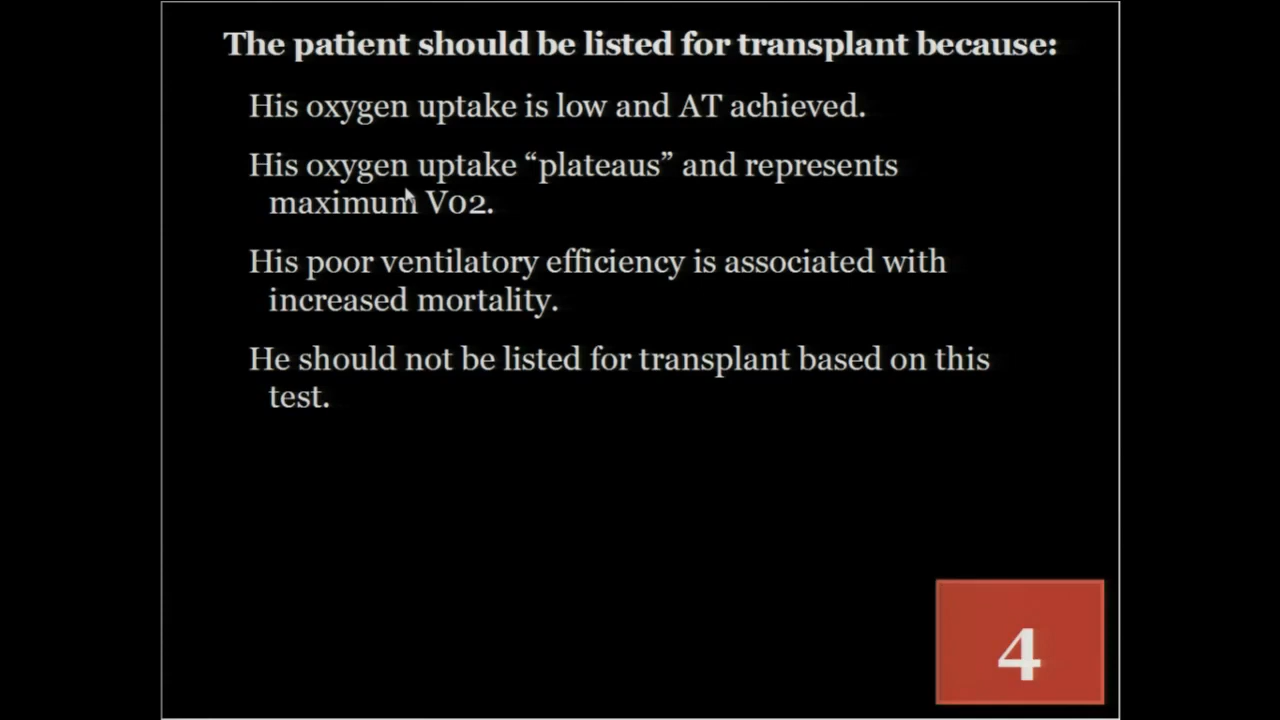 The patient should be listed for transplant because:
His oxygen uptake is low and AT achieved.
His oxygen uptake “plateaus” and represents
maximum V02.
His poor ventilatory efficiency is associated with
increased mortality.
He should not be listed for transplant based on this
test.
4